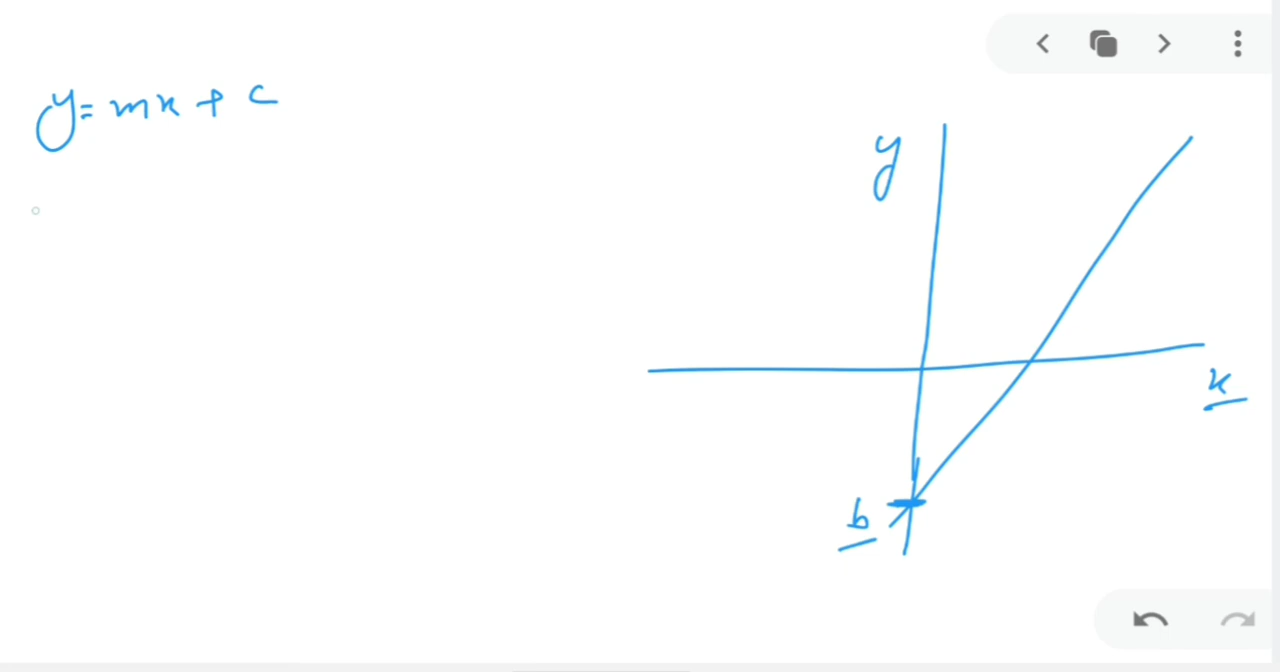 y = mx + c
y
x
b